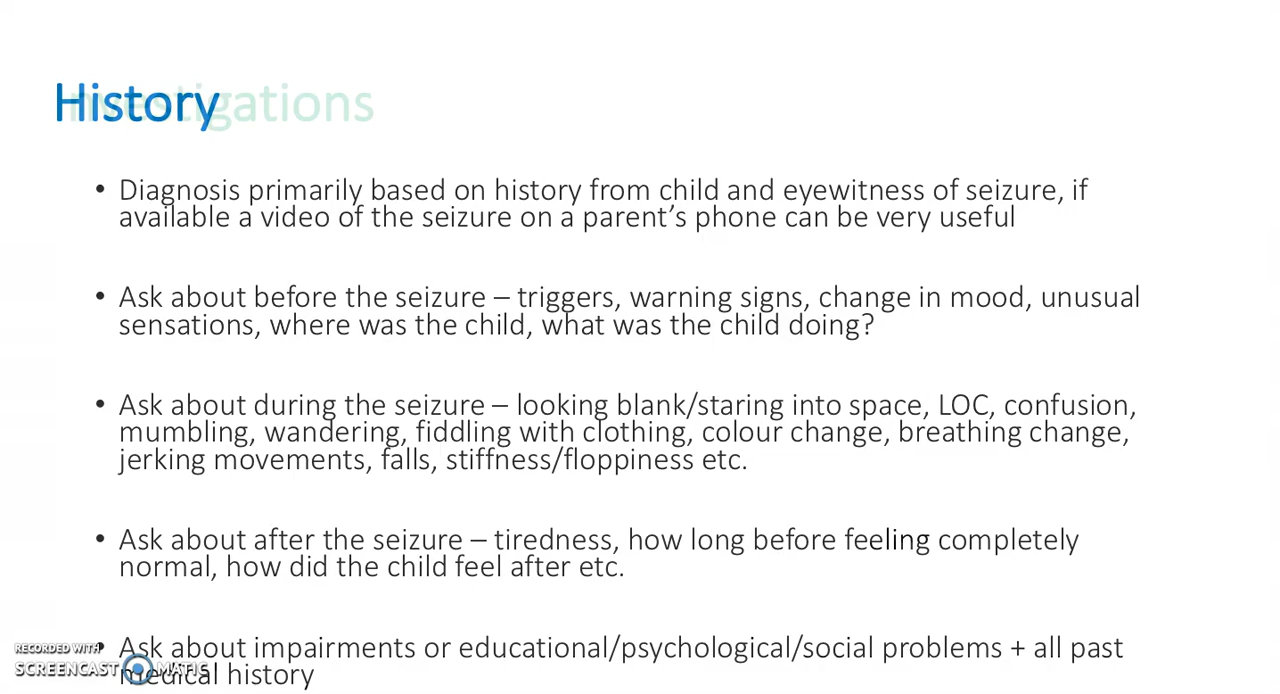 History
Investigations
• Diagnosis primarily based on history from child and eyewitness of seizure, if
available a video of the seizure on a parent's phone can be very useful
• Ask about before the seizure – triggers, warning signs, change in mood, unusual
sensations, where was the child, what was the child doing?
• Ask about during the seizure – looking blank/staring into space, LOC, confusion,
mumbling, wandering, fiddling with clothing, colour change, breathing change,
jerking movements, falls, stiffness/floppiness etc.
• Ask about after the seizure – tiredness, how long before feeling completely
normal, how did the child feel after etc.
• Ask about impairments or educational/psychological/social problems + all past
medical history
RECORDED WITH
SCREENCAST MATIC